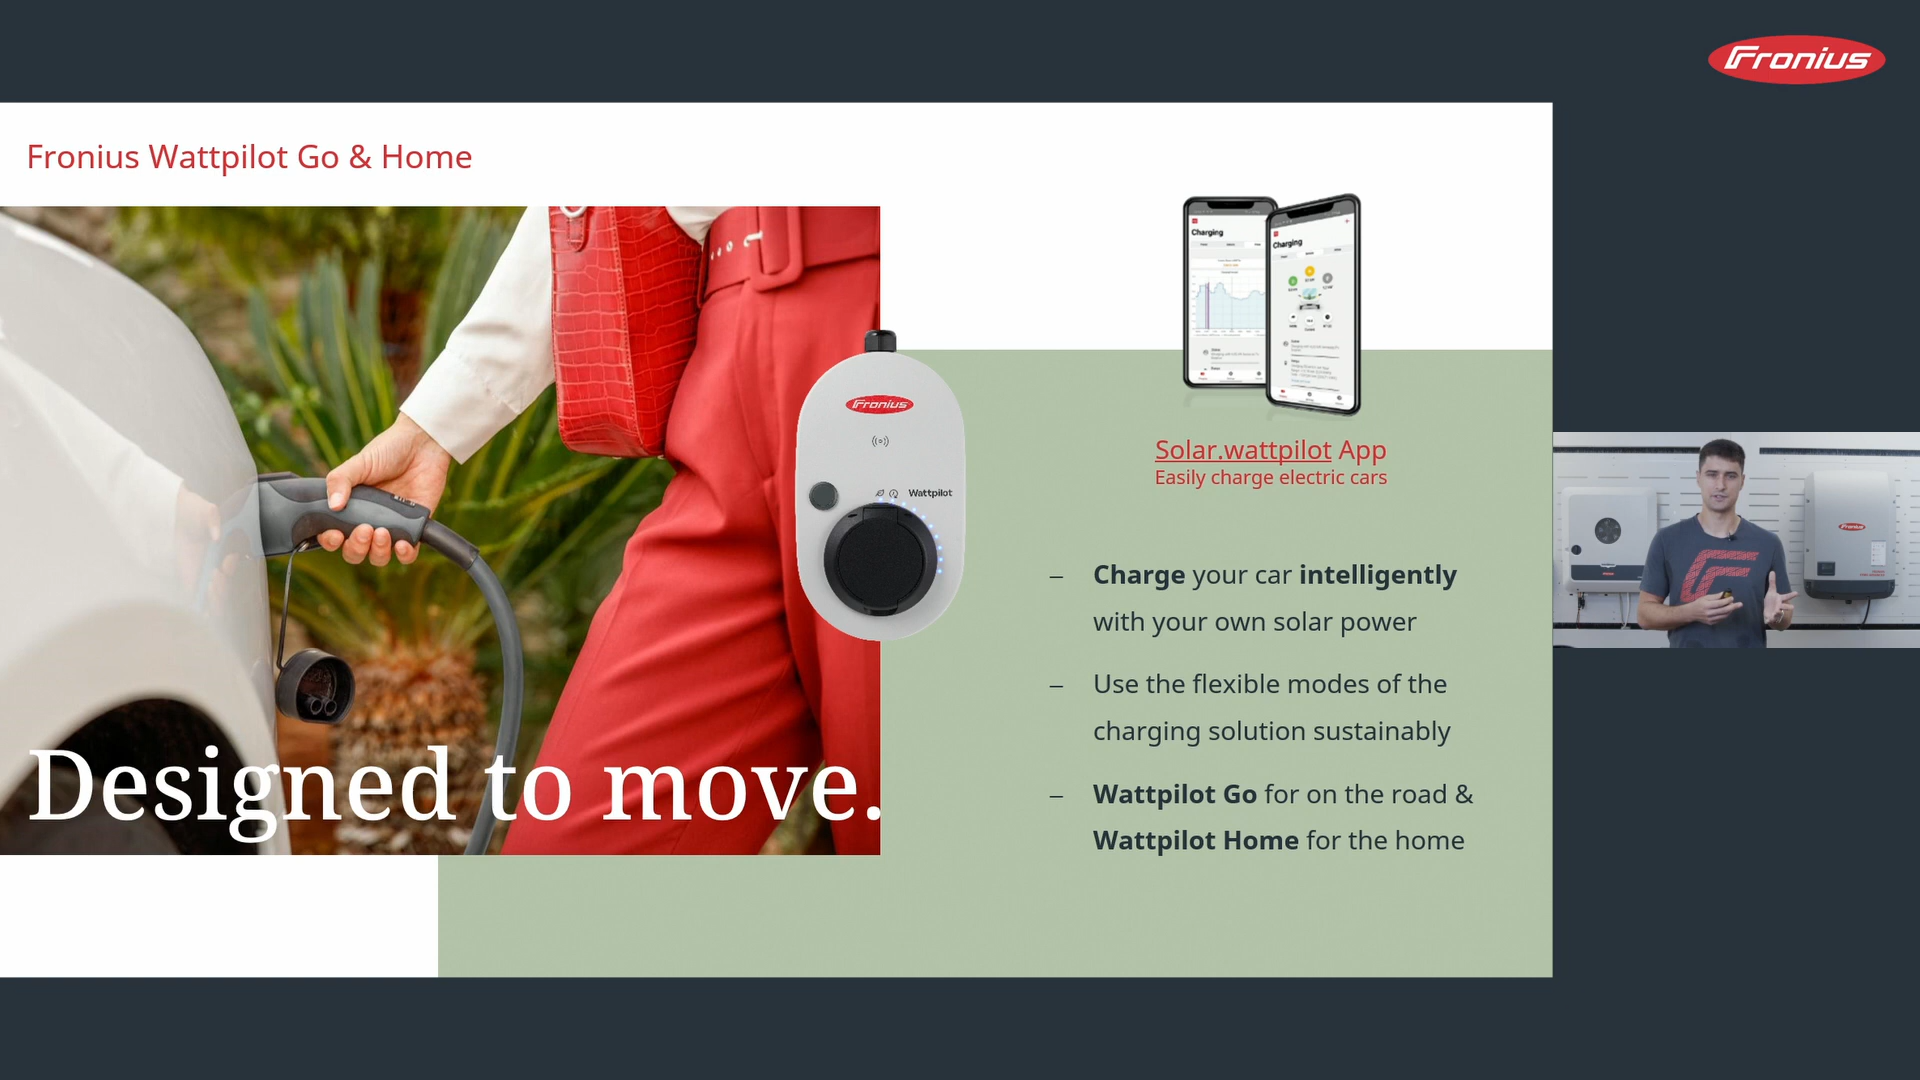 Fronius
Fronius Wattpilot Go & Home
Charging
Charging
Fronius
Wattpilot
Solar.wattpilot App
Easily charge electric cars
– Charge your car intelligently
with your own solar power
– Use the flexible modes of the
charging solution sustainably
– Wattpilot Go for on the road &
Wattpilot Home for the home
Designed to move.
Fronius